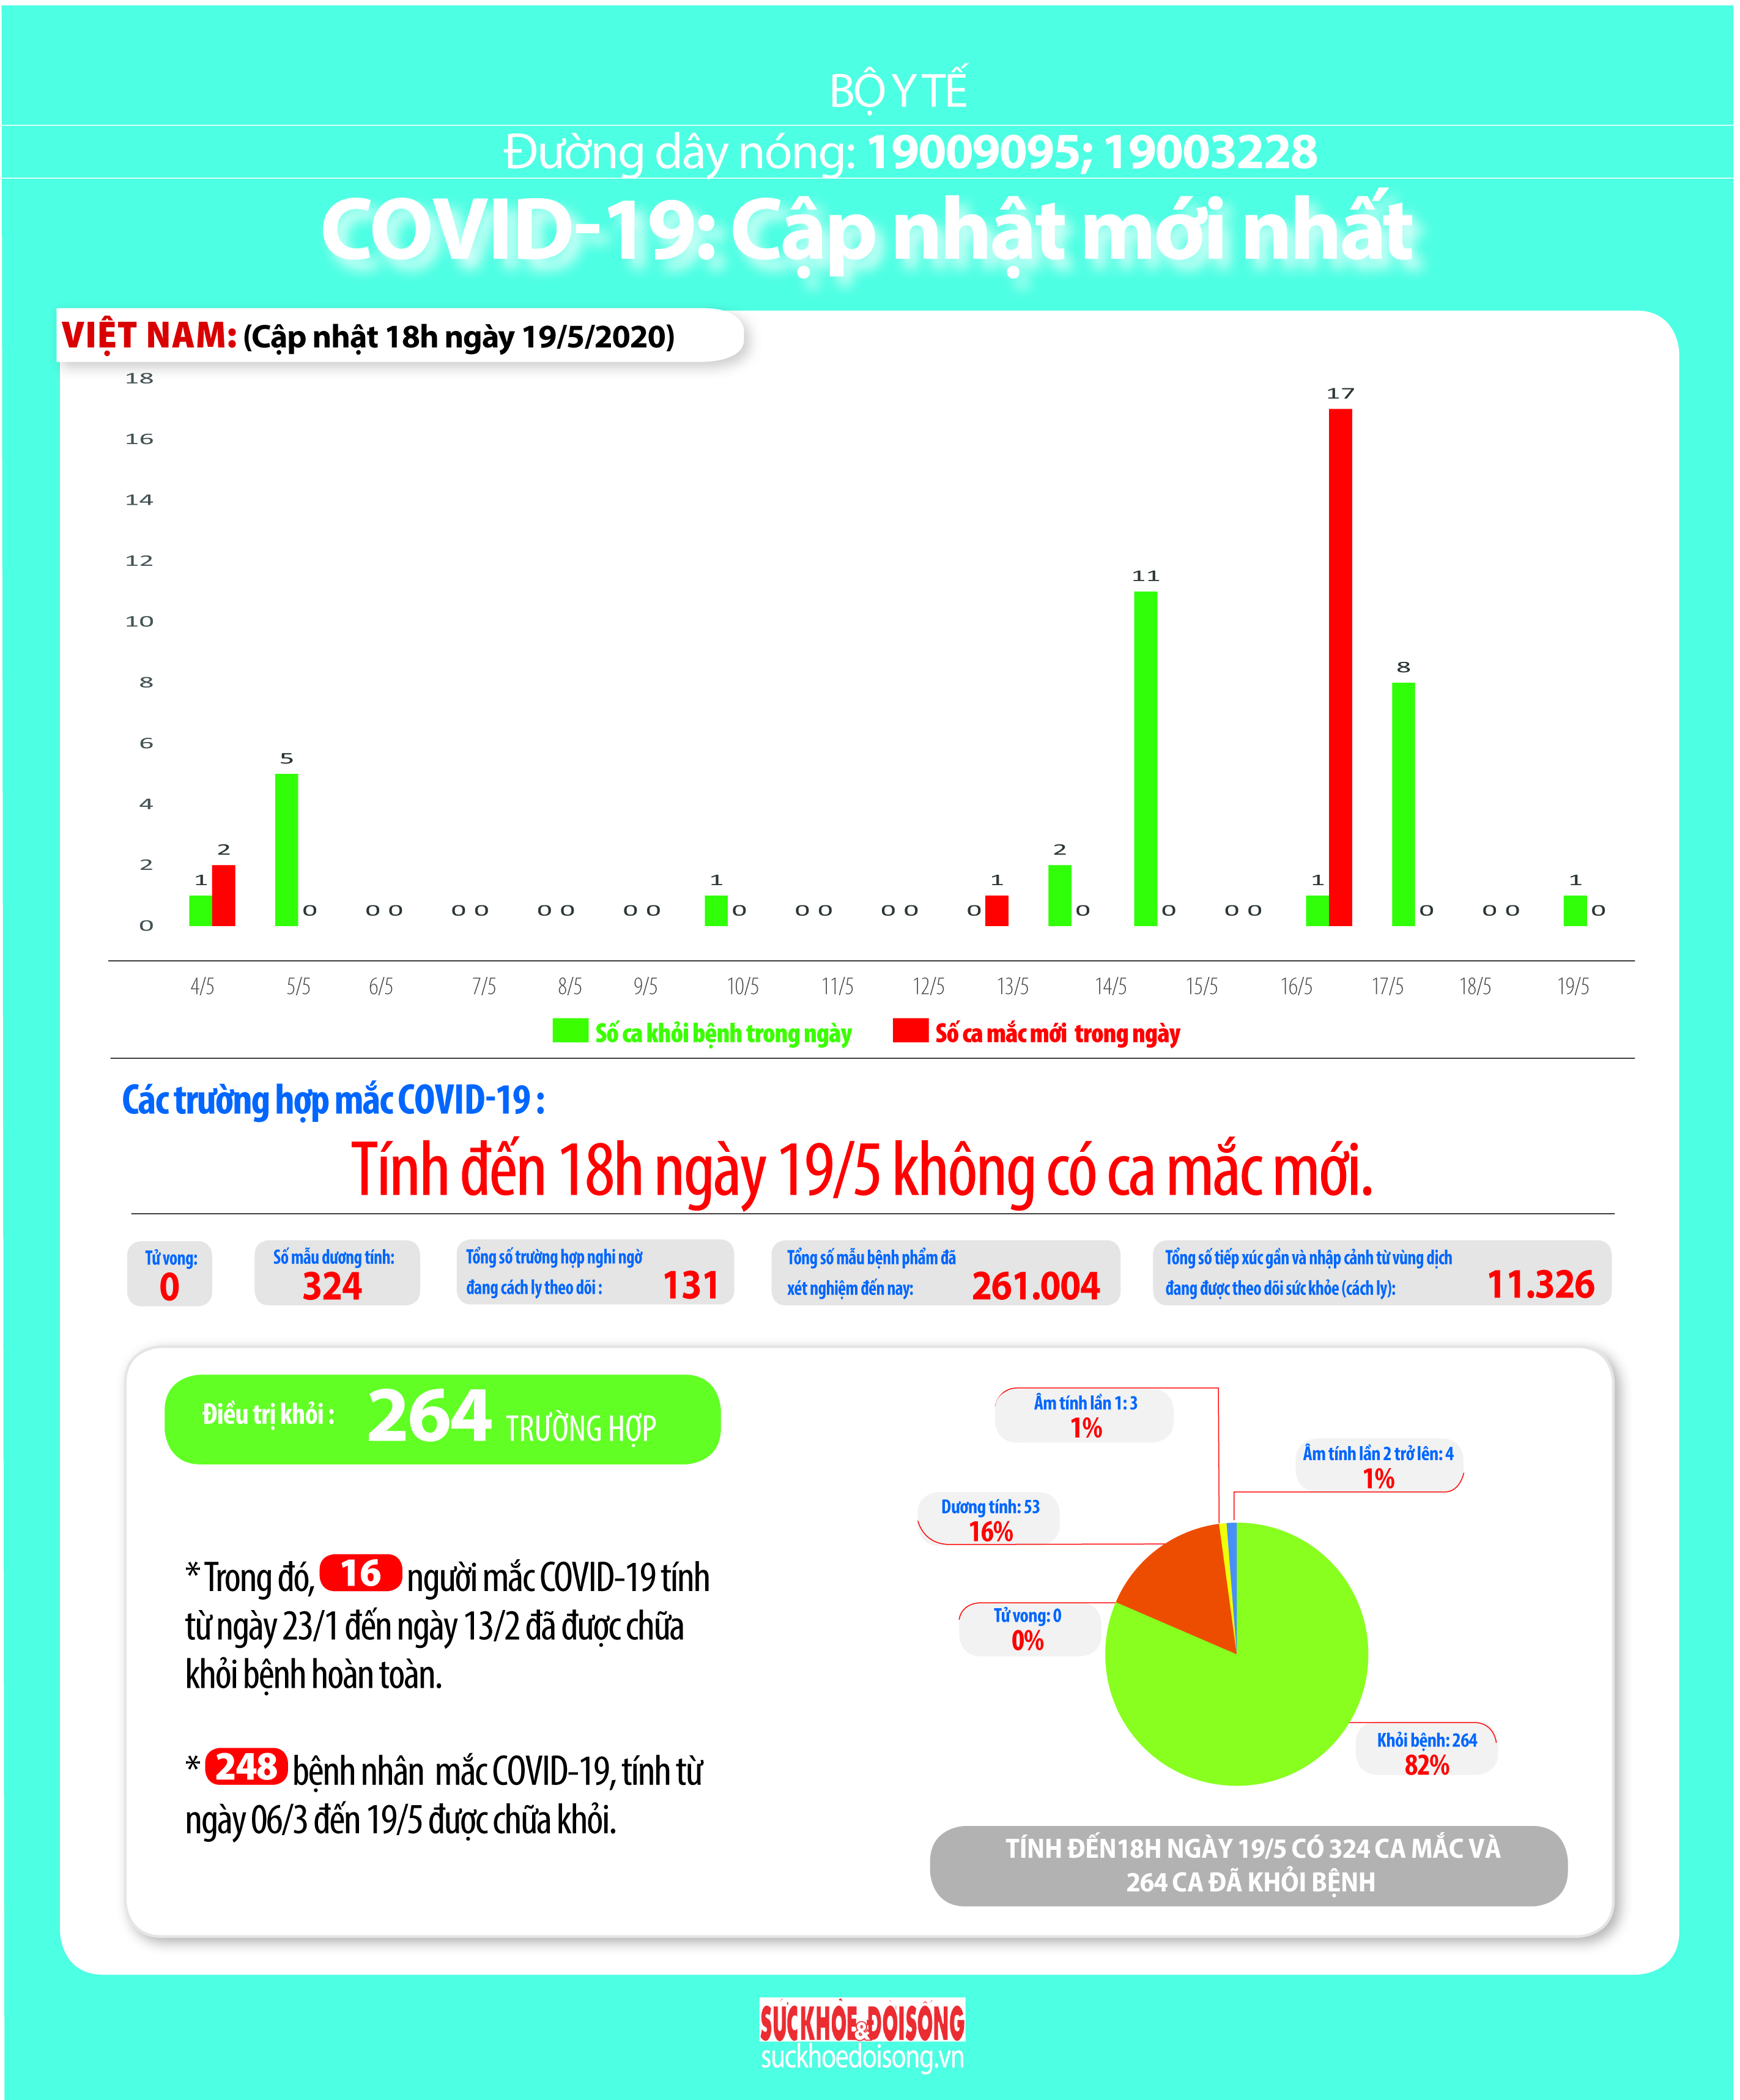 BỘ Y TẾ
Đường dây nóng: 19009095; 19003228
COVID-19: Cập nhật mới nhất
VIỆT NAM: (Cập nhật 18h ngày 19/5/2020)
18
16
14
12
10
8
6
4
2
0
1 2
5 0
0 0
0 0
0 0
0 0
1 0
0 0
0 0
0 1
2 0
11 0
0 0
1 17
8 0
0 0
1 0
4/5 5/5 6/5 7/5 8/5 9/5 10/5 11/5 12/5 13/5 14/5 15/5 16/5 17/5 18/5 19/5
Số ca khỏi bệnh trong ngày Số ca mắc mới trong ngày
Các trường hợp mắc COVID-19 :
Tính đến 18h ngày 19/5 không có ca mắc mới.
Tử vong:
0
Số mẫu dương tính:
324
Tổng số trường hợp nghi ngờ
đang cách ly theo dõi : 131
Tổng số mẫu bệnh phẩm đã
xét nghiệm đến nay: 261.004
Tổng số tiếp xúc gần và nhập cảnh từ vùng dịch
đang được theo dõi sức khỏe (cách ly): 11.326
Điều trị khỏi : 264 TRƯỜNG HỢP
* Trong đó, 16 người mắc COVID-19 tính
từ ngày 23/1 đến ngày 13/2 đã được chữa
khỏi bệnh hoàn toàn.
* 248 bệnh nhân mắc COVID-19, tính từ
ngày 06/3 đến 19/5 được chữa khỏi.
Âm tính lần 1: 3
1%
Âm tính lần 2 trở lên: 4
1%
Dương tính: 53
16%
Tử vong: 0
0%
Khỏi bệnh: 264
82%
TÍNH ĐẾN18H NGÀY 19/5 CÓ 324 CA MẮC VÀ
264 CA ĐÃ KHỎI BỆNH
SỨCKHỎE&ĐỜISỐNG
suckhoedoisong.vn